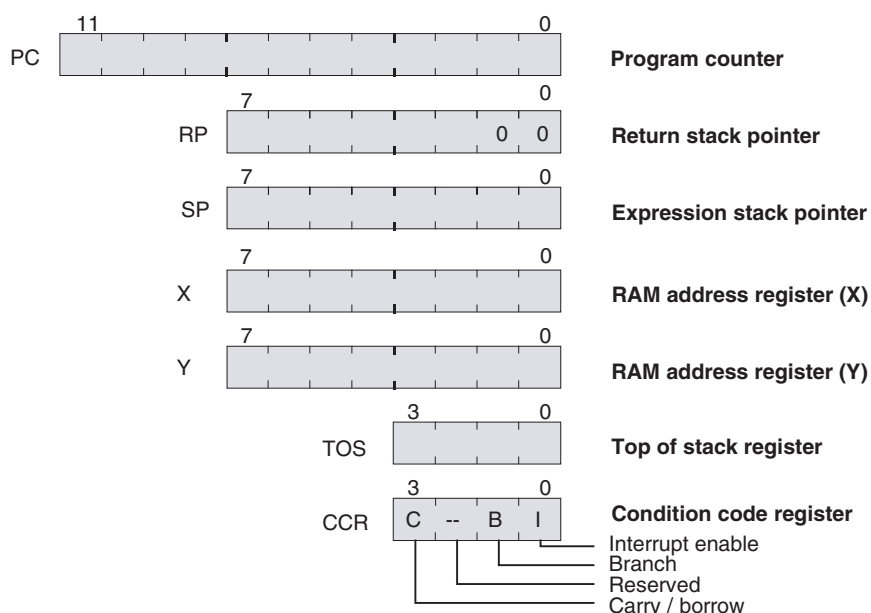 11 0
PC Program counter
7 0
RP 0 0 Return stack pointer
7 0
SP Expression stack pointer
7 0
X RAM address register (X)
7 0
Y RAM address register (Y)
3 0
TOS Top of stack register
3 0
CCR C -- B I Condition code register
Interrupt enable
Branch
Reserved
Carry / borrow